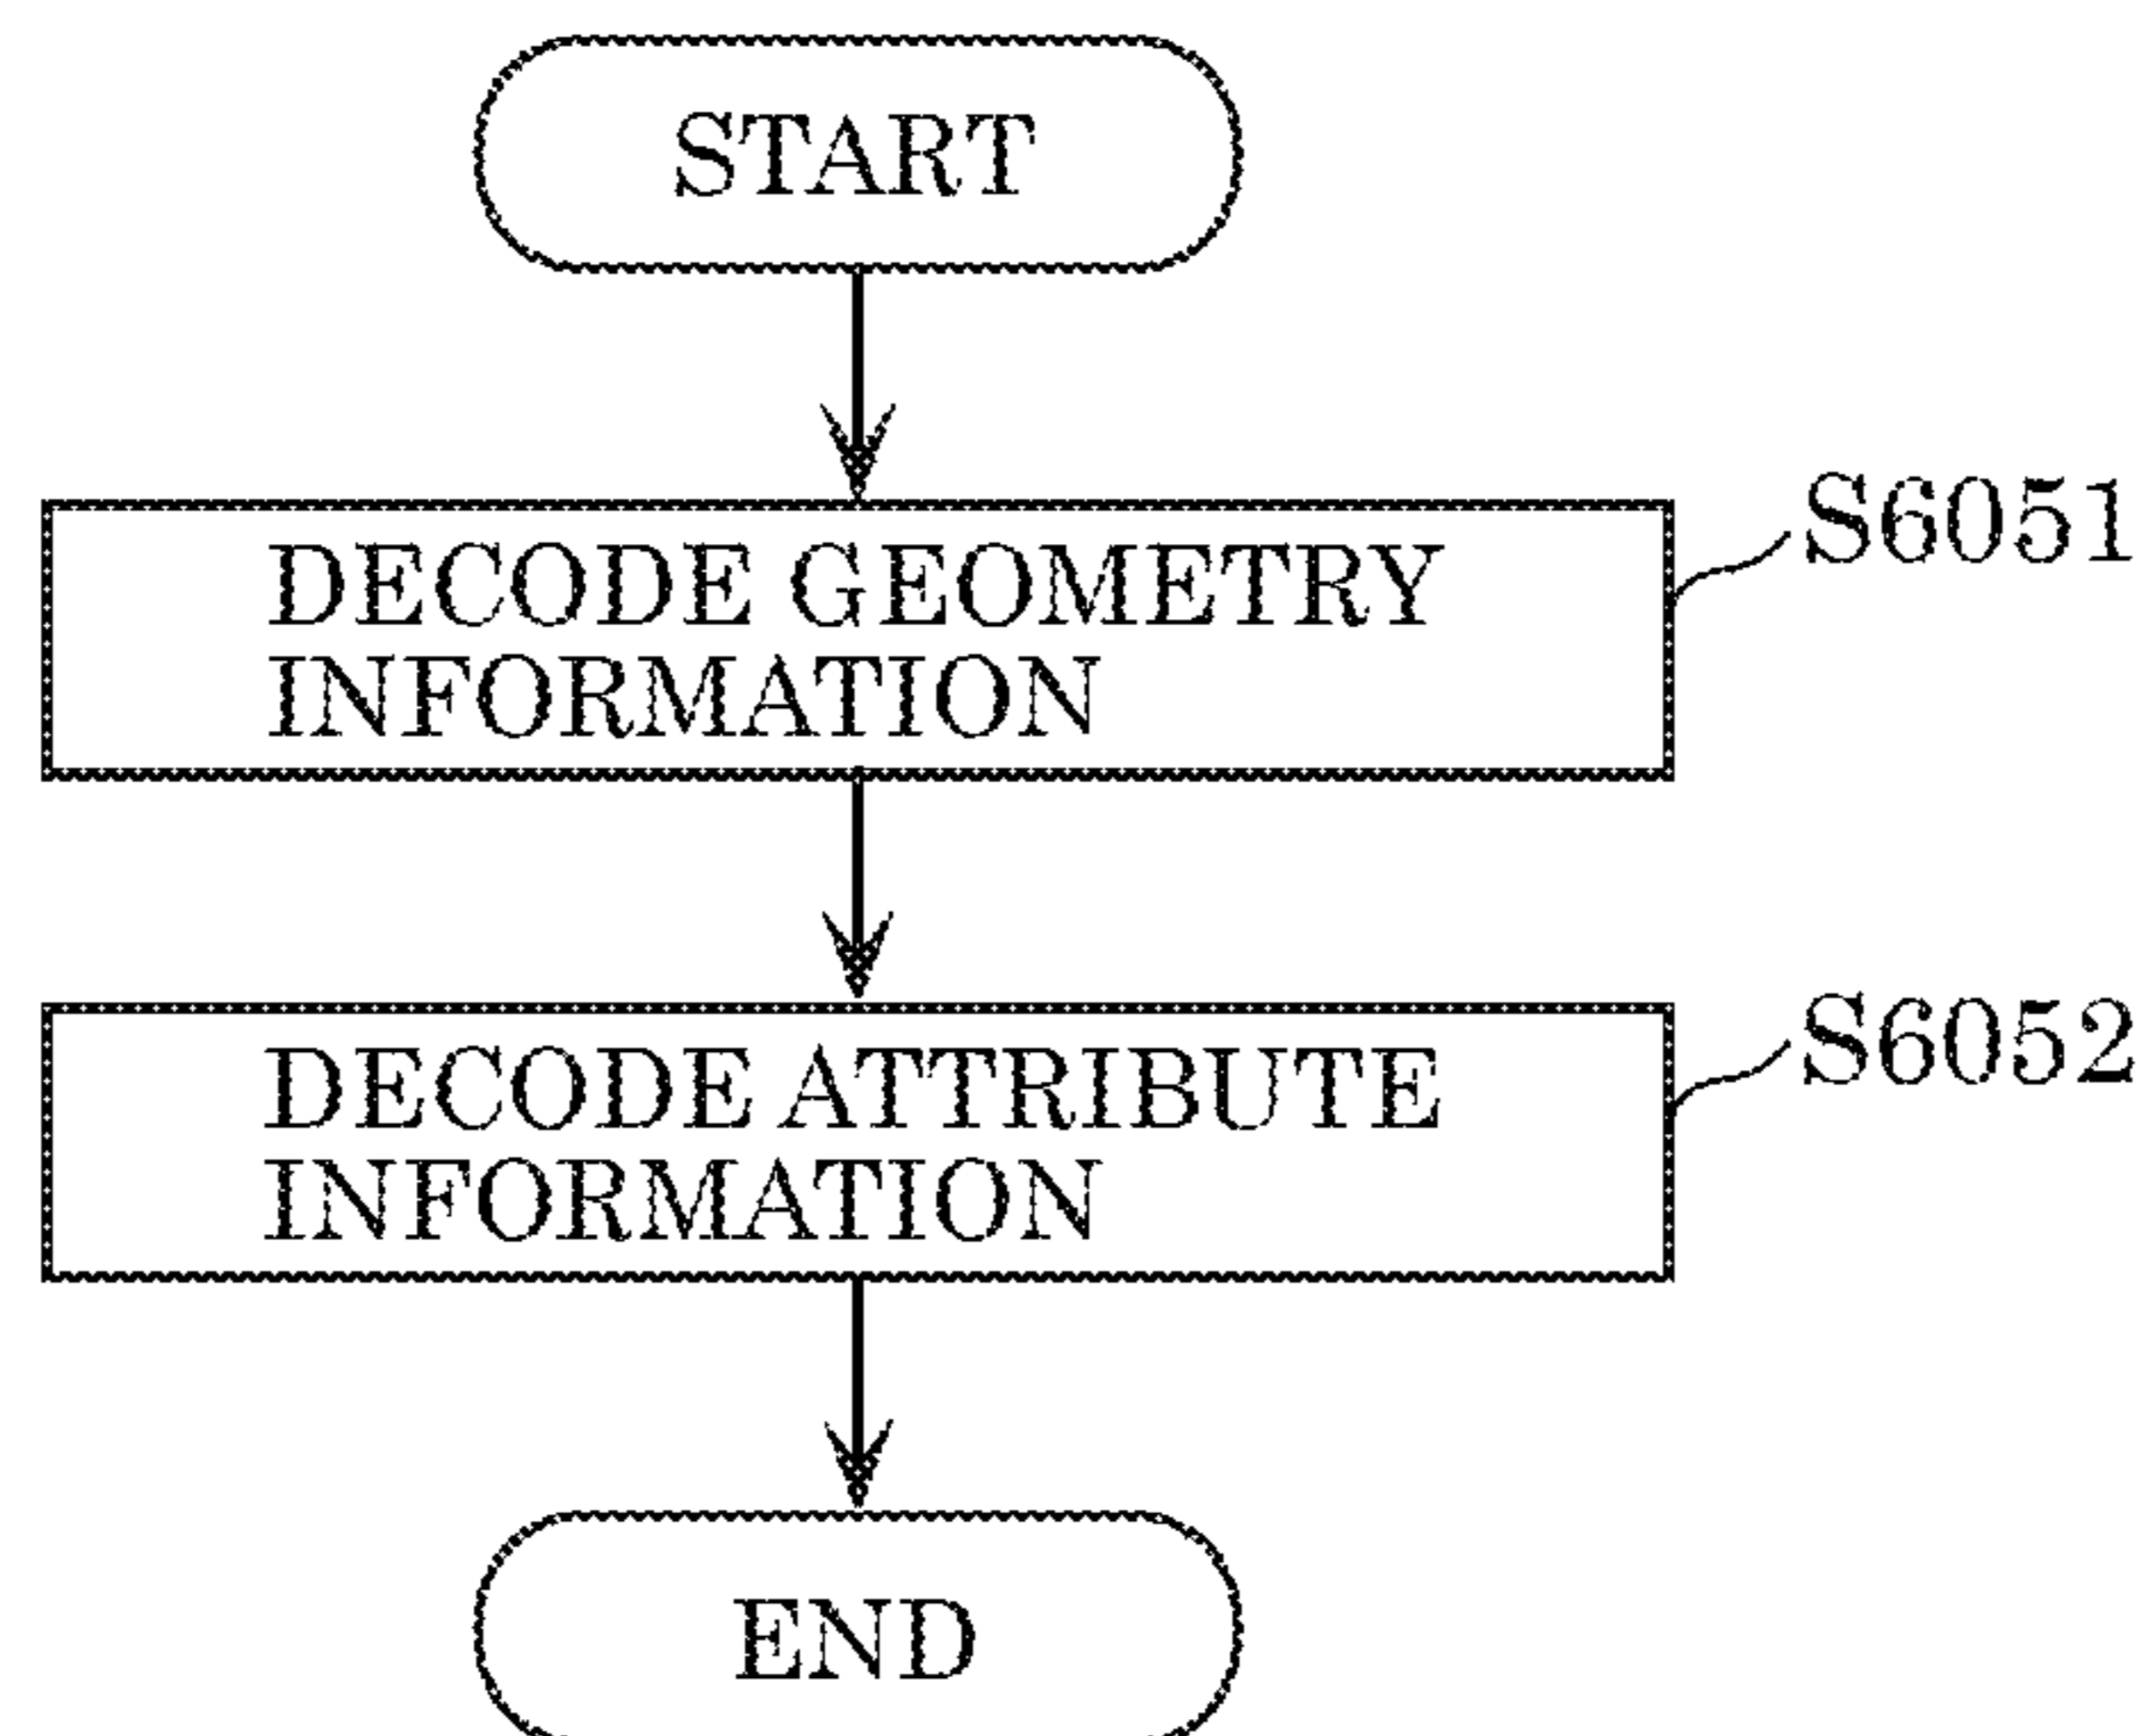 START
DECODE GEOMETRY
INFORMATION
S6051
DECODE ATTRIBUTE
INFORMATION
S6052
END